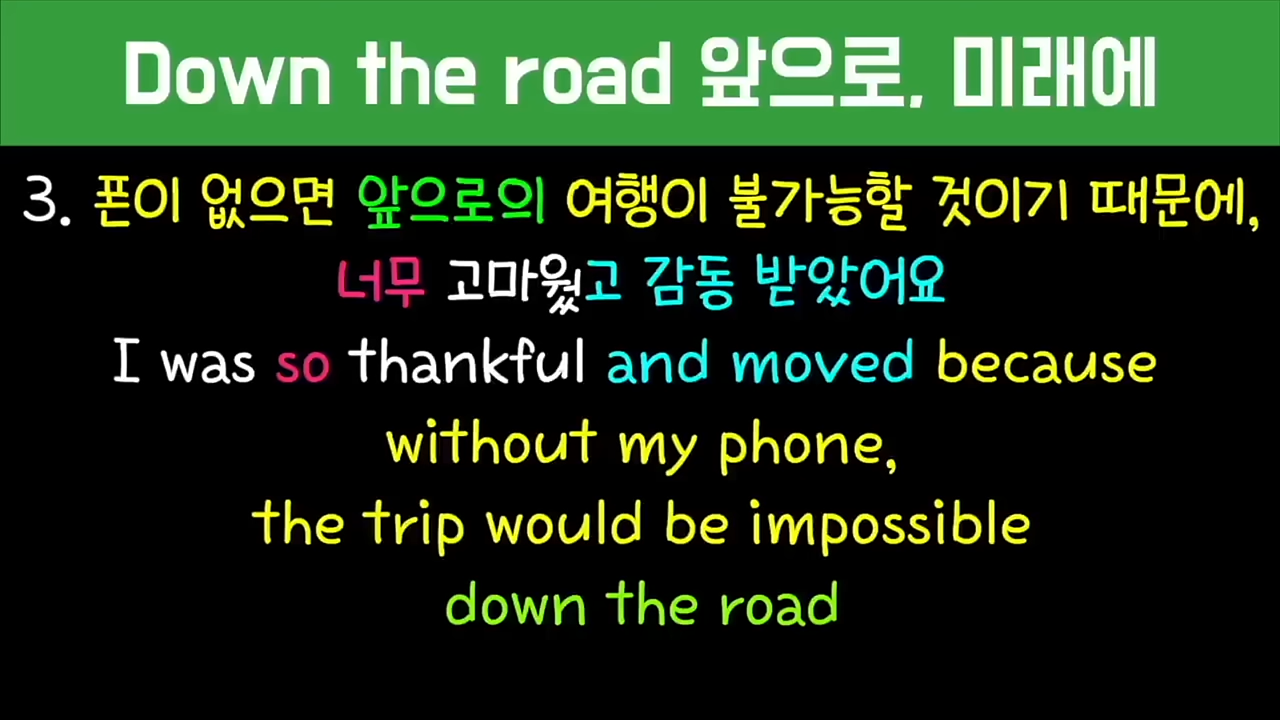 Down the road 앞으로, 미래에
3. 폰이 없으면 앞으로의 여행이 불가능할 것이기 때문에,
너무 고마웠고 감동 받았어요
I was so thankful and moved because
without my phone,
the trip would be impossible
down the road